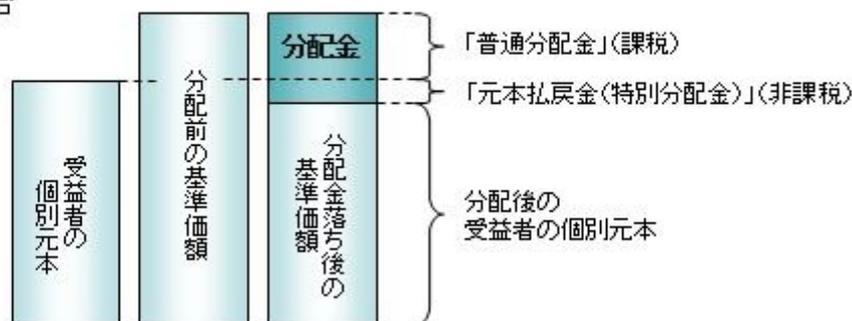 受益者の
個別元本
分配前の基準価額
分配金
分配金落ち後の
基準価額
「普通分配金」(課税)
「元本払戻金(特別分配金)」(非課税)
分配後の
受益者の個別元本